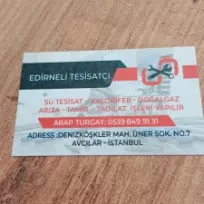 EDİRNELİ TESİSATÇI
SU TESİSAT - KALORİFER - DOĞALGAZ
ARIZA - TAMİR - TADİLAT İŞLERİ YAPILIR
ARAP TURGAY: 0539 849 91 31
ADRESS :DENİZKÖŞKLER MAH. ÜNER SOK. NO.7
AVCILAR - İSTANBUL